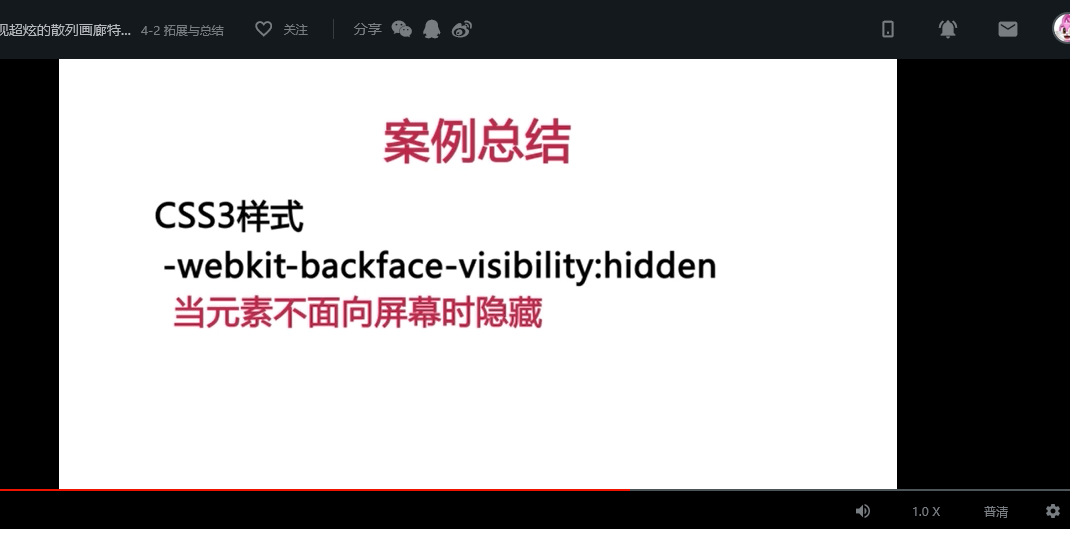 现超炫的散列画廊特... 4-2 拓展与总结 关注 分享
案例总结
CSS3样式
-webkit-backface-visibility:hidden
当元素不面向屏幕时隐藏
1.0 X 普清